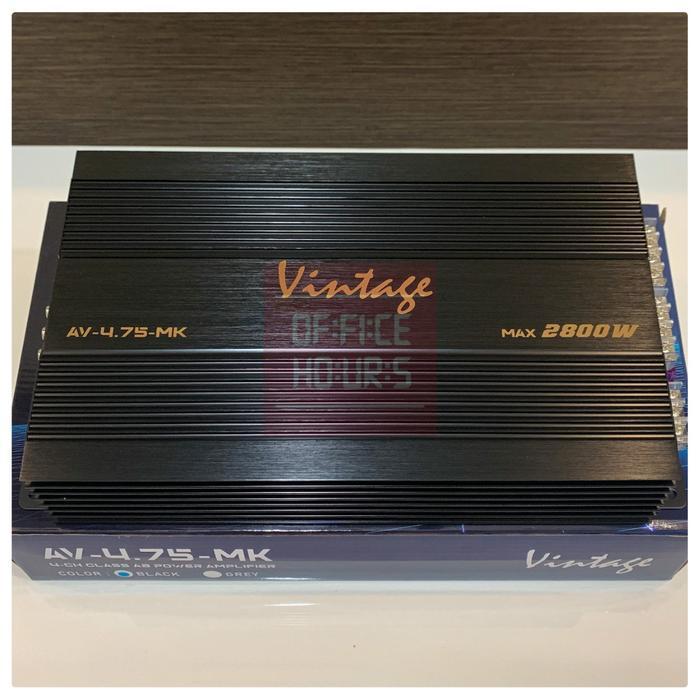 Vintage
AV-4.75-MK
MAX 2800W
OF:FI:CE
HO:UR:S
AV-4.75-MK
4-CH CLASS AB POWER AMPLIFIER
COLOR : BLACK GREY
Vintage